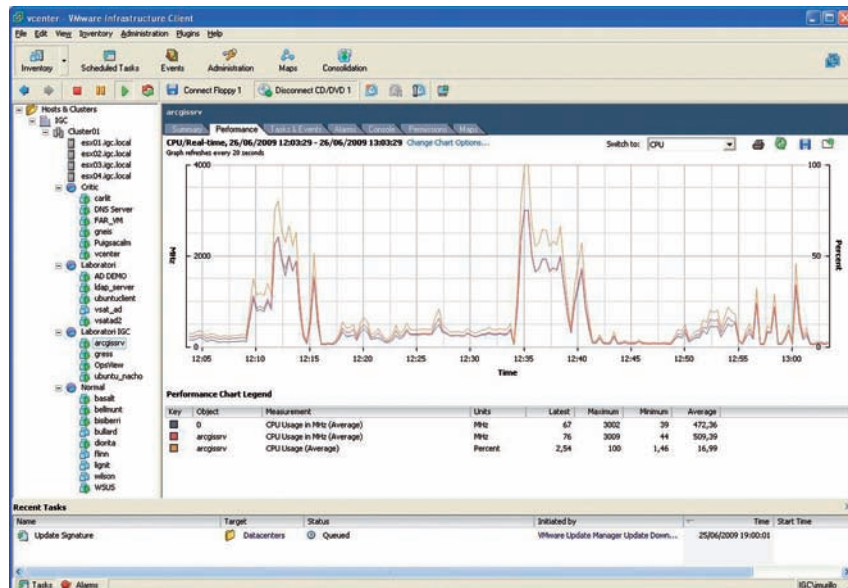 vcenter - VMware Infrastructure Client
File Edit View Inventory Administration Plugins Help
Inventory Scheduled Tasks Events Administration Maps Consolidation
Connect Floppy 1 Disconnect CD/DVD 1
Hosts & Clusters
IGC
Cluster01
esx01.igc.local
esx02.igc.local
esx03.igc.local
esx04.igc.local
Critic
carlit
DNS Server
FAR_VM
gneis
Puigsacalm
vcenter
Laboratori
AD DEMO
ldap_server
ubuntuclient
vsat_ad
vsatad2
Laboratori IGC
arcgissrv
gress
OpsView
ubuntu_nacho
Normal
basalt
bellmunt
bisberri
bullard
diorita
flinn
lignit
wilson
WSUS
arcgissrv
Summary Performance Tasks & Events Alarms Console Permissions Maps
CPU/Real-time, 26/06/2009 12:03:29 - 26/06/2009 13:03:29 Change Chart Options...
Graph refreshes every 20 seconds
Switch to: CPU
4000 100
MHz 2000 50 Percent
0 0
12:05 12:10 12:15 12:20 12:25 12:30 12:35 12:40 12:45 12:50 12:55 13:00
Time
Performance Chart Legend
Key Object Measurement Units Latest Maximum Minimum Average
0 CPU Usage in MHz (Average) MHz 67 3002 39 472,36
arcgissrv CPU Usage in MHz (Average) MHz 76 3009 44 509,39
arcgissrv CPU Usage (Average) Percent 2,54 100 1,46 16,99
Recent Tasks
Name Target Status Initiated by Time Start Time
Update Signature Datacenters Queued VMware Update Manager Update Down... 25/06/2009 19:00:01
Tasks Alarms IGC\jmurillo